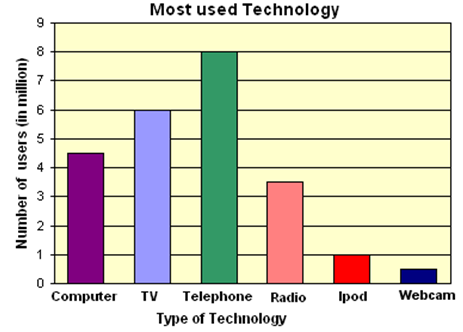 Most used Technology
Number of users (in million)
9
8
7
6
5
4
3
2
1
0
Computer TV Telephone Radio Ipod Webcam
Type of Technology